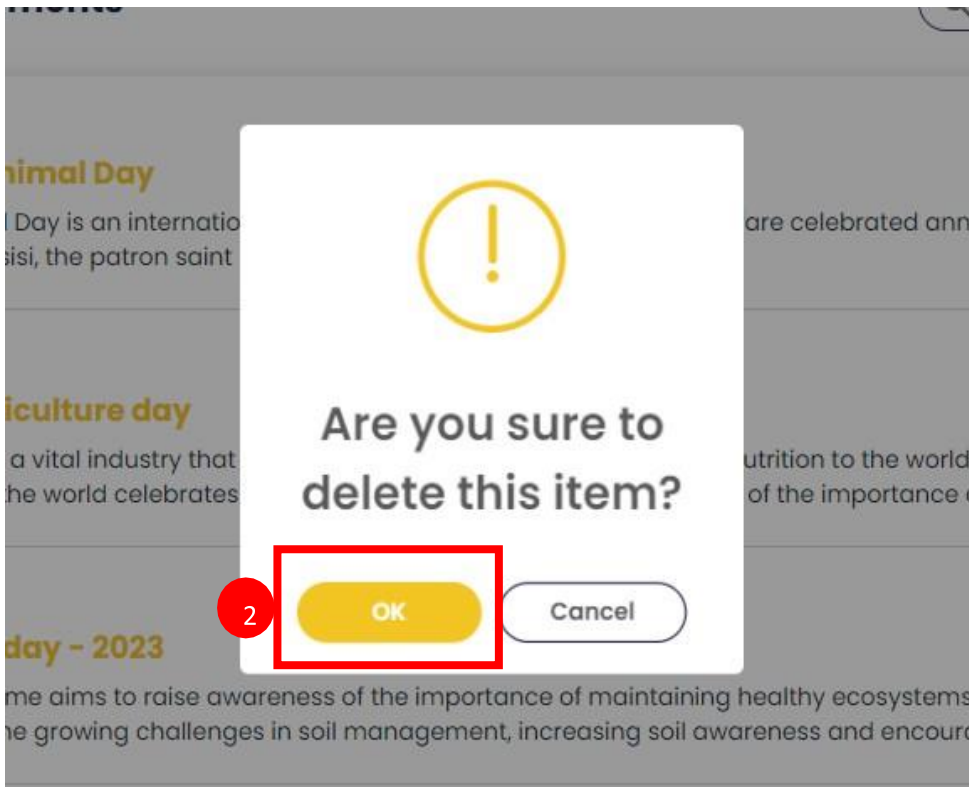 nimal Day
Day is an internatio are celebrated ann
sisi, the patron saint
iculture day
a vital industry that utrition to the world
he world celebrates of the importance
Are you sure to
delete this item?
2
OK Cancel
day - 2023
me aims to raise awareness of the importance of maintaining healthy ecosystems
he growing challenges in soil management, increasing soil awareness and encour